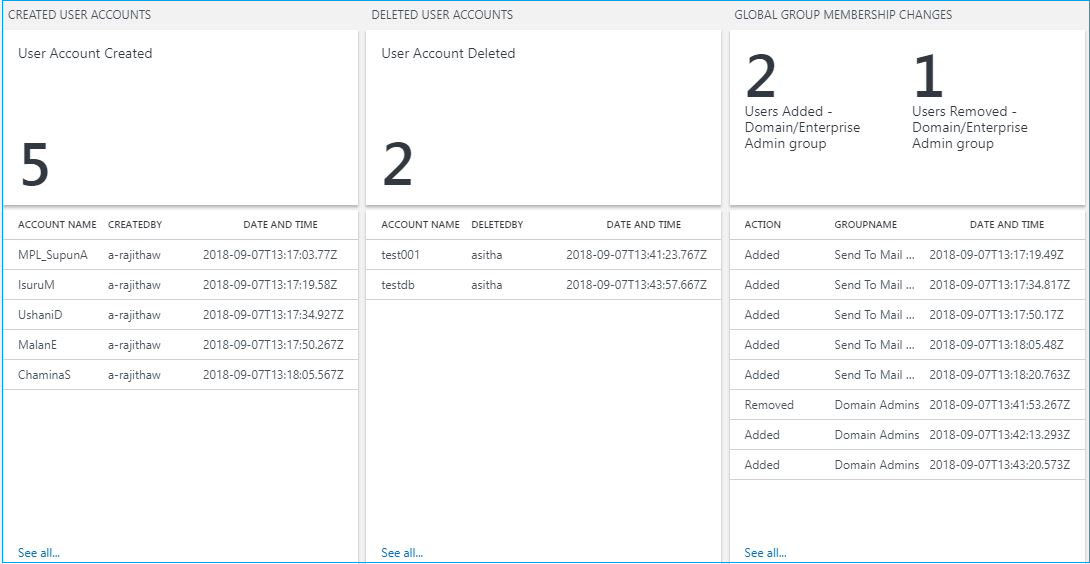 CREATED USER ACCOUNTS
User Account Created
5
ACCOUNT NAME CREATEDBY DATE AND TIME
MPL_SupunA a-rajithaw 2018-09-07T13:17:03.77Z
IsuruM a-rajithaw 2018-09-07T13:17:19.58Z
UshaniD a-rajithaw 2018-09-07T13:17:34.927Z
MalanE a-rajithaw 2018-09-07T13:17:50.267Z
ChaminaS a-rajithaw 2018-09-07T13:18:05.567Z
See all...
DELETED USER ACCOUNTS
User Account Deleted
2
ACCOUNT NAME DELETEDBY DATE AND TIME
test001 asitha 2018-09-07T13:41:23.767Z
testdb asitha 2018-09-07T13:43:57.667Z
See all...
GLOBAL GROUP MEMBERSHIP CHANGES
2
Users Added -
Domain/Enterprise
Admin group
1
Users Removed -
Domain/Enterprise
Admin group
ACTION GROUPNAME DATE AND TIME
Added Send To Mail ... 2018-09-07T13:17:19.49Z
Added Send To Mail ... 2018-09-07T13:17:34.817Z
Added Send To Mail ... 2018-09-07T13:17:50.17Z
Added Send To Mail ... 2018-09-07T13:18:05.48Z
Added Send To Mail ... 2018-09-07T13:18:20.763Z
Removed Domain Admins 2018-09-07T13:41:53.267Z
Added Domain Admins 2018-09-07T13:42:13.293Z
Added Domain Admins 2018-09-07T13:43:20.573Z
See all...